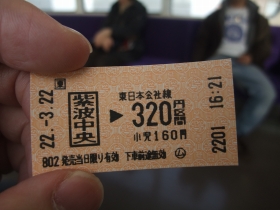 22.-3.22
紫波中央
東日本会社線
▶ 320円区間
小児160円
802 発売当日限り有効 下車前途無効
2201 16:21